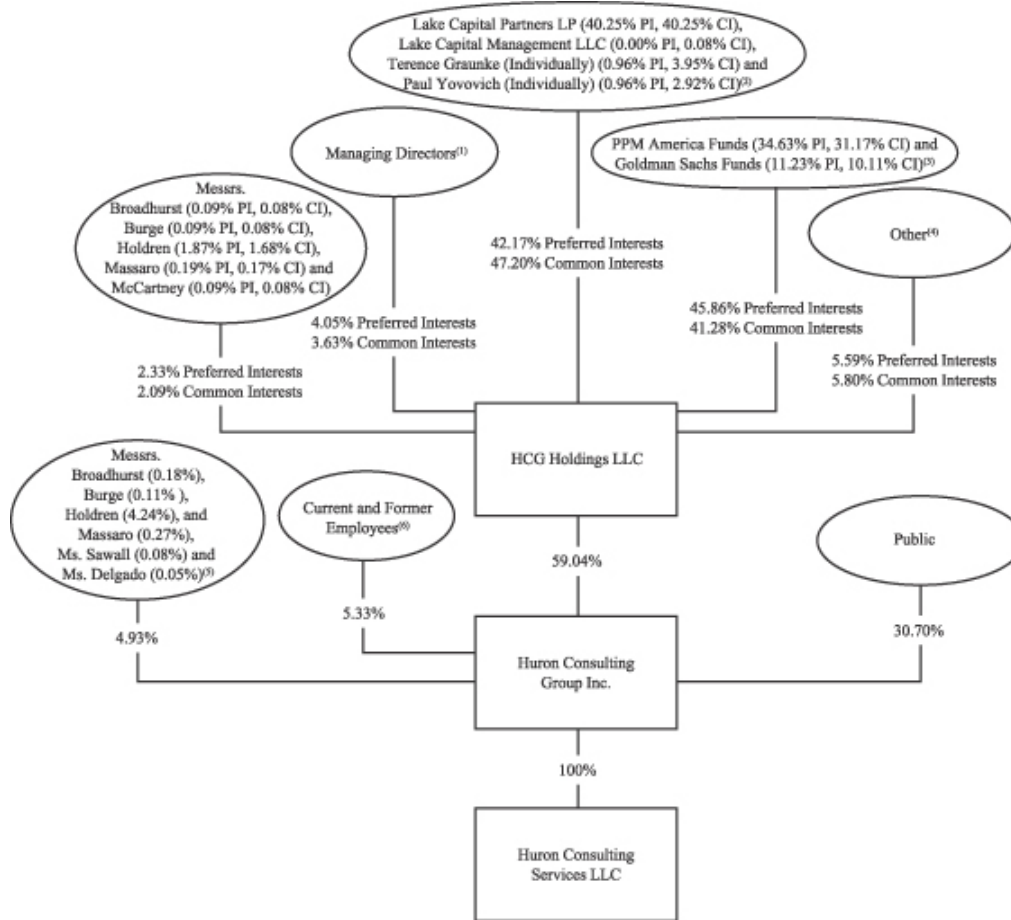 Lake Capital Partners LP (40.25% PI, 40.25% CI),
Lake Capital Management LLC (0.00% PI, 0.08% CI),
Terence Graunke (Individually) (0.96% PI, 3.95% CI) and
Paul Yovovich (Individually) (0.96% PI, 2.92% CI)(2)
Managing Directors(1)
PPM America Funds (34.63% PI, 31.17% CI) and
Goldman Sachs Funds (11.23% PI, 10.11% CI)(3)
Messrs.
Broadhurst (0.09% PI, 0.08% CI),
Burge (0.09% PI, 0.08% CI),
Holdren (1.87% PI, 1.68% CI),
Massaro (0.19% PI, 0.17% CI) and
McCartney (0.09% PI, 0.08% CI)
Other(4)
42.17% Preferred Interests
47.20% Common Interests
4.05% Preferred Interests
3.63% Common Interests
45.86% Preferred Interests
41.28% Common Interests
2.33% Preferred Interests
2.09% Common Interests
5.59% Preferred Interests
5.80% Common Interests
HCG Holdings LLC
Messrs.
Broadhurst (0.18%),
Burge (0.11% ),
Holdren (4.24%), and
Massaro (0.27%),
Ms. Sawall (0.08%) and
Ms. Delgado (0.05%)(5)
Current and Former
Employees(6)
Public
59.04%
4.93%
5.33%
30.70%
Huron Consulting
Group Inc.
100%
Huron Consulting
Services LLC